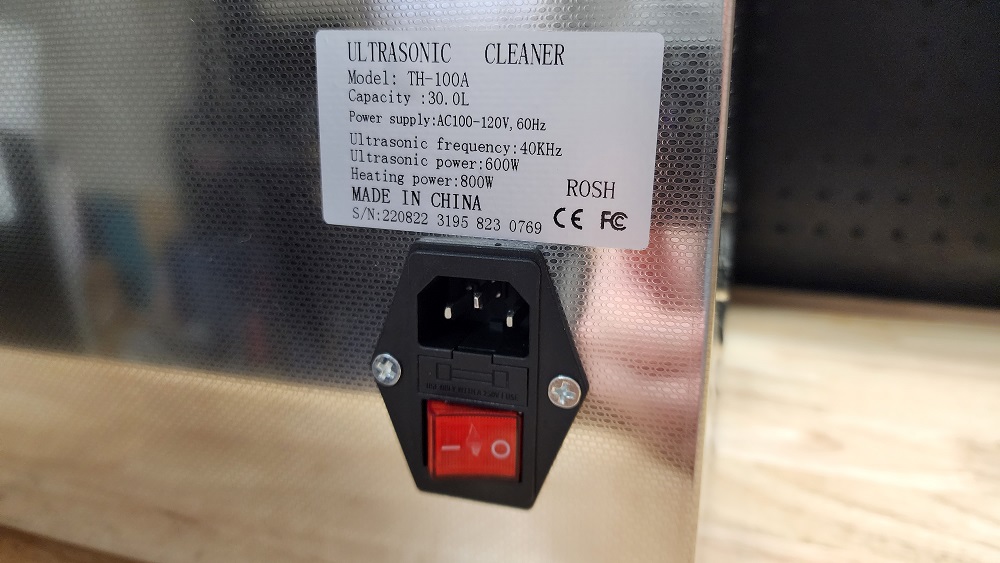 ULTRASONIC CLEANER
Model: TH-100A
Capacity :30.0L
Power supply:AC100-120V, 60Hz
Ultrasonic frequency:40KHz
Ultrasonic power:600W
Heating power:800W
ROSH
MADE IN CHINA
S/N:220822 3195 823 0769
CE FC
I O